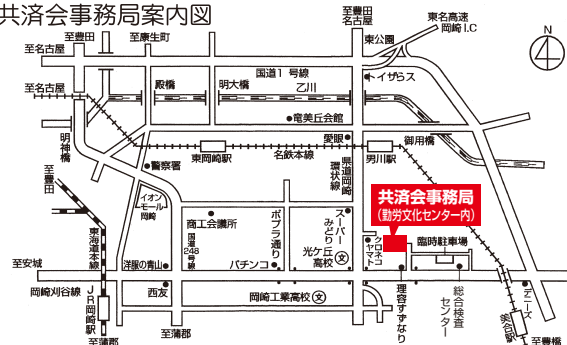 共済会事務局案内図
至豊田
至名古屋
至康生町
至豊田
名古屋
東名高速
岡崎 I.C
東公園
N
4
至名古屋
殿橋
明大橋
国道1号線
乙川
トイザらス
竜美丘会館
愛眼
御用橋
明神橋
東岡崎駅
名鉄本線
男川駅
警察署
県道岡崎
環状線
至豊田
イオン
モール
岡崎
共済会事務局
(勤労文化センター内)
商工会議所
ポプラ通り
スーパー
みどり
光ケ丘
高校
文
クロネコ
ヤマト
臨時駐車場
東海道本線
国道248号線
至安城
洋服の青山
パチンコ
岡崎刈谷線
JR岡崎駅
西友
岡崎工業高校
文
理容すずなり
総合検査
センター
デニーズ
美合駅
至蒲郡
至蒲郡
至豊橋